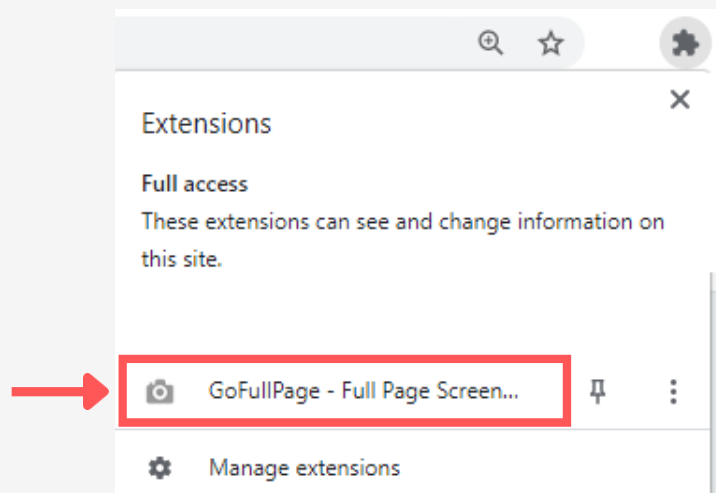 Extensions
Full access
These extensions can see and change information on
this site.
GoFullPage - Full Page Screen...
Manage extensions